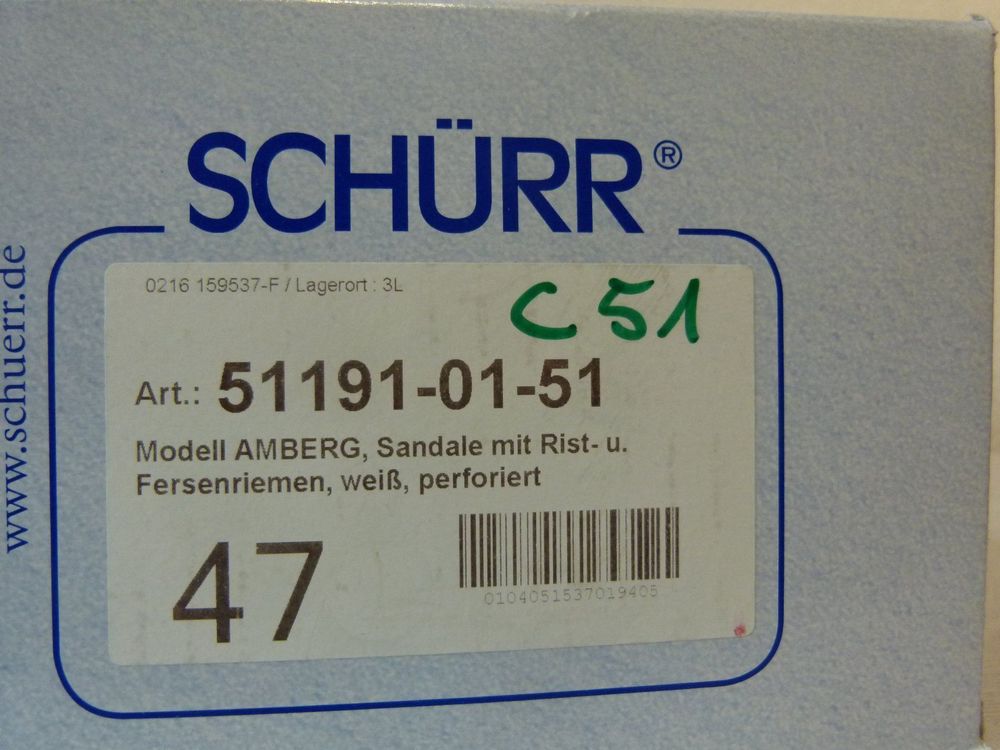 SCHÜRR®
www.schuerr.de
0216 159537-F / Lagerort : 3L
C51
Art.: 51191-01-51
Modell AMBERG, Sandale mit Rist- u.
Fersenriemen, weiß, perforiert
47
0104051537019405